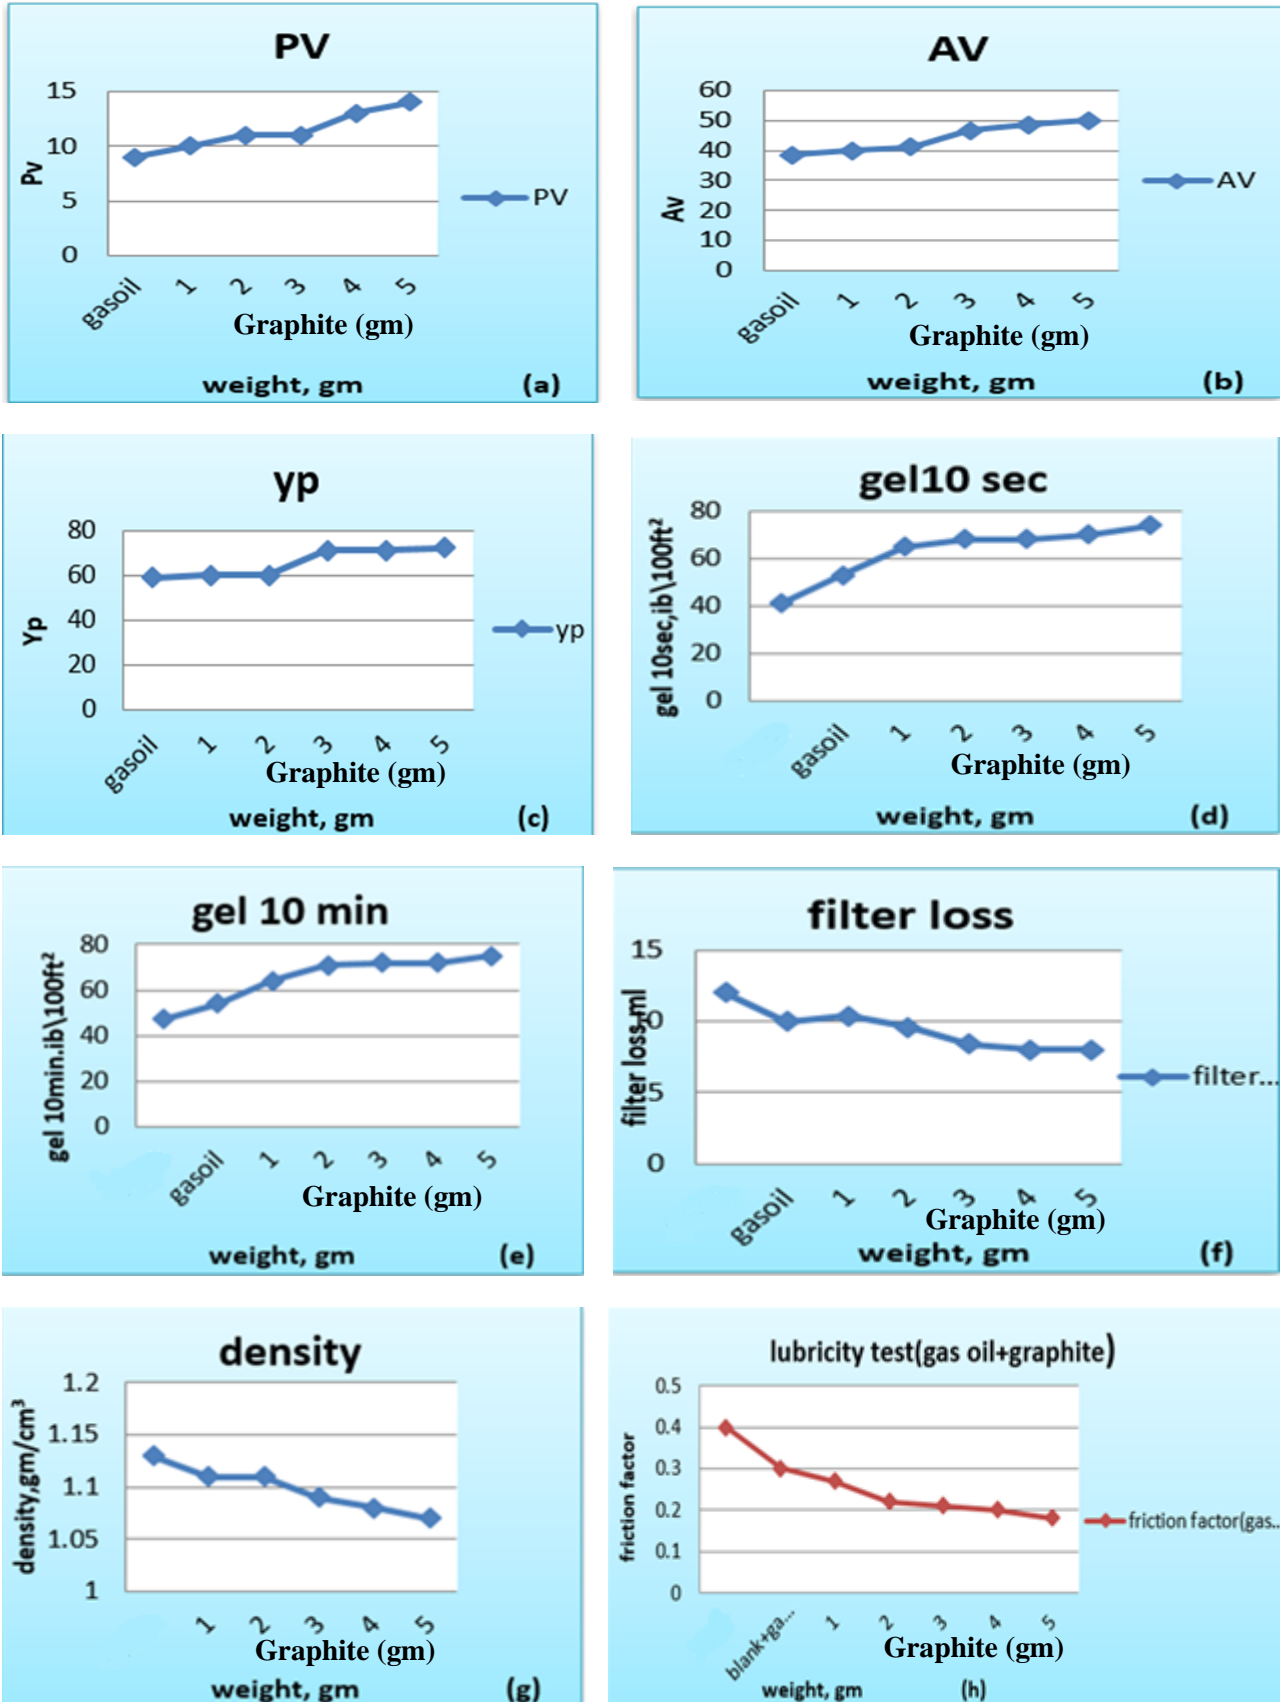 PV
15
10
5
0
Pv
PV
gasoil 1 2 3 4 5
Graphite (gm)
weight, gm (a)
AV
60
50
40
30
20
10
0
Av
AV
gasoil 1 2 3 4 5
Graphite (gm)
weight, gm (b)
yp
80
60
40
20
0
Yp
yp
gasoil 1 2 3 4 5
Graphite (gm)
weight, gm (c)
gel10 sec
80
60
40
20
0
gel 10sec,ib\100ft²
gasoil 1 2 3 4 5
Graphite (gm)
weight, gm (d)
gel 10 min
80
60
40
20
0
gel 10min.ib\100ft²
gasoil 1 2 3 4 5
Graphite (gm)
weight, gm (e)
filter loss
15
10
5
0
filter loss,ml
filter...
gasoil 1 2 3 4 5
Graphite (gm)
weight, gm (f)
density
1.2
1.15
1.1
1.05
1
density,gm/cm³
1 2 3 4 5
Graphite (gm)
weight, gm (g)
lubricity test(gas oil+graphite)
0.5
0.4
0.3
0.2
0.1
0
friction factor
friction factor(gas...
blank+ga... 1 2 3 4 5
Graphite (gm)
weight, gm (h)